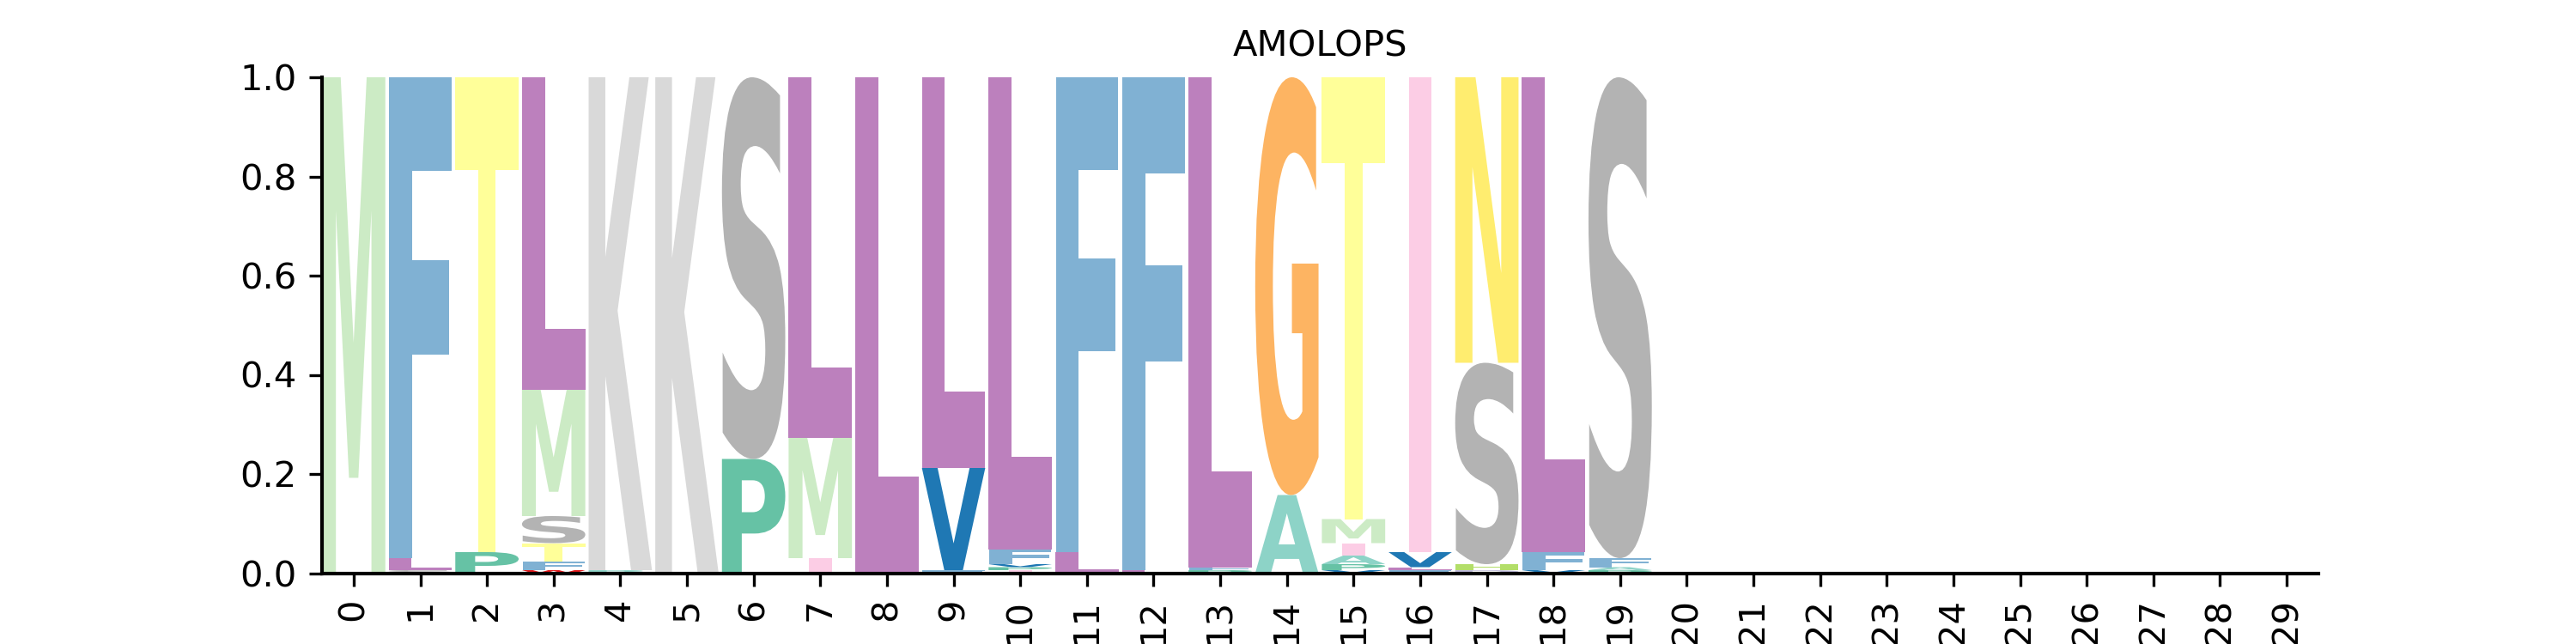 AMOLOPS
1.0
0.8
0.6
0.4
0.2
0.0
M F T L K K S L L L L F F L G T I N L S
M P M V A M V S F F
S I F
T A
F
0 1 2 3 4 5 6 7 8 9 10 11 12 13 14 15 16 17 18 19 20 21 22 23 24 25 26 27 28 29